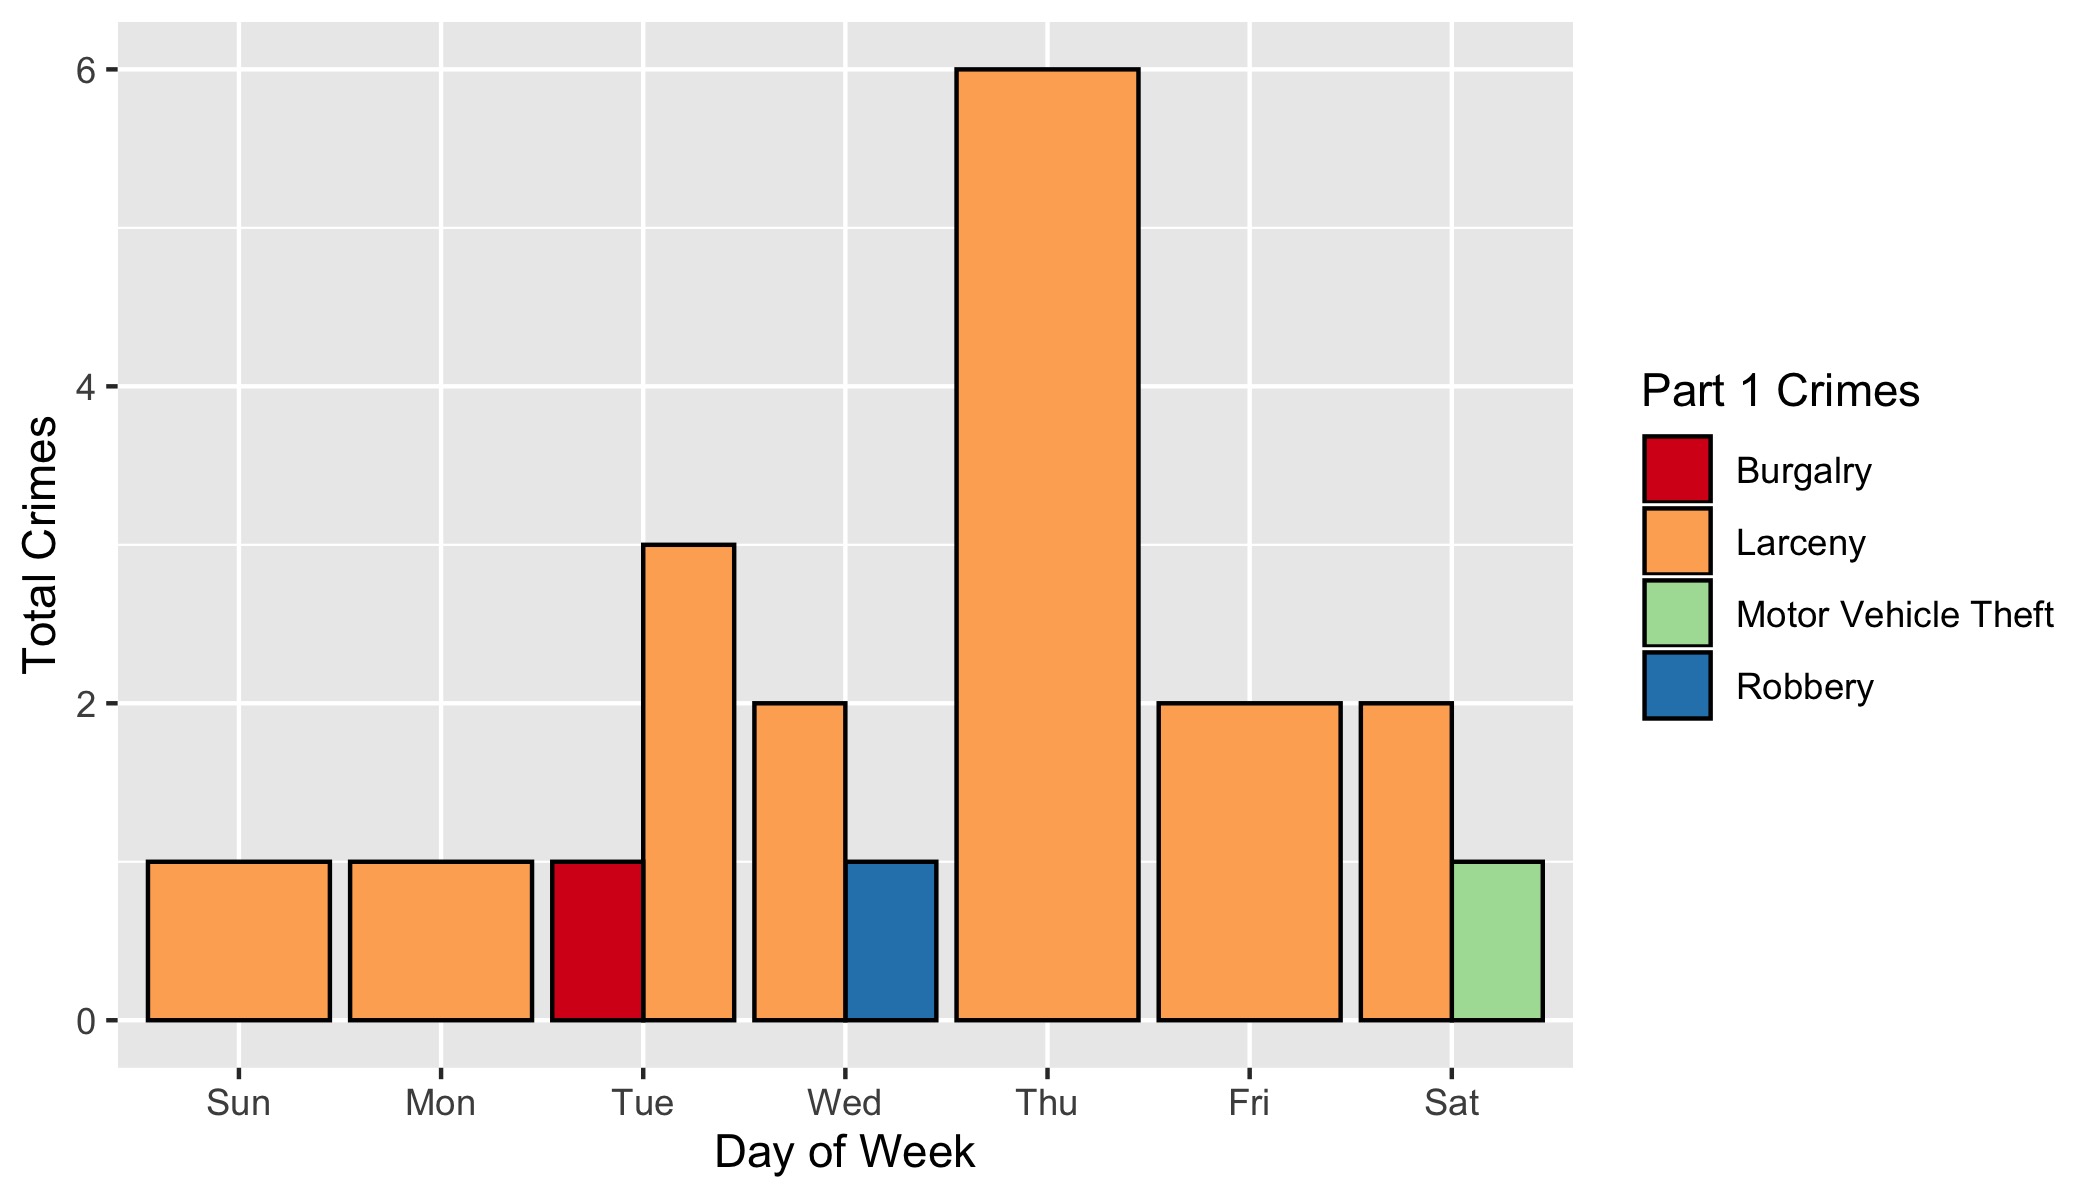 6
4
2
0
Total Crimes
Sun Mon Tue Wed Thu Fri Sat
Day of Week
Part 1 Crimes
Burgalry
Larceny
Motor Vehicle Theft
Robbery